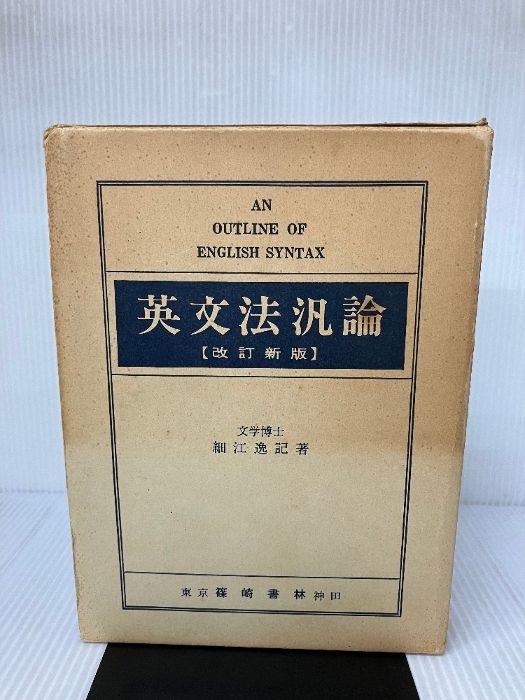 AN
OUTLINE OF
ENGLISH SYNTAX
英文法汎論
【改訂新版】
文学博士
細江逸記著
東京 篠崎書林 神田